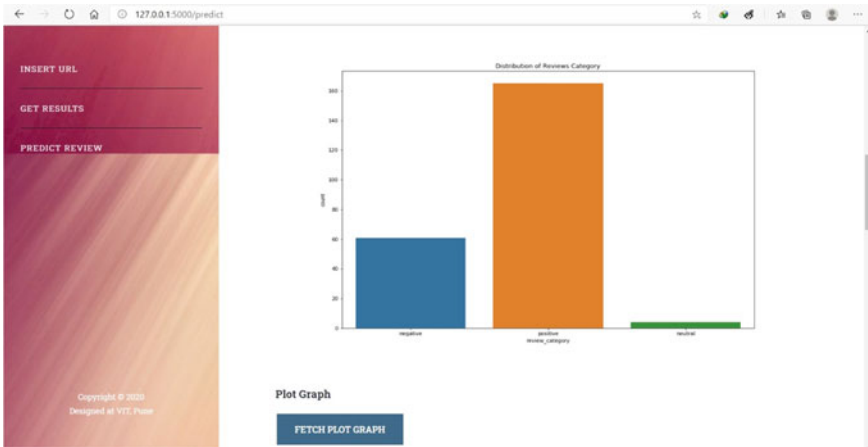 127.0.0.1:5000/predict
INSERT URL
GET RESULTS
PREDICT REVIEW
Copyright © 2020
Designed at VIT, Pune
Distribution of Reviews Category
160
140
120
100
80
60
40
20
0
count
negative
positive
neutral
review_category
Plot Graph
FETCH PLOT GRAPH